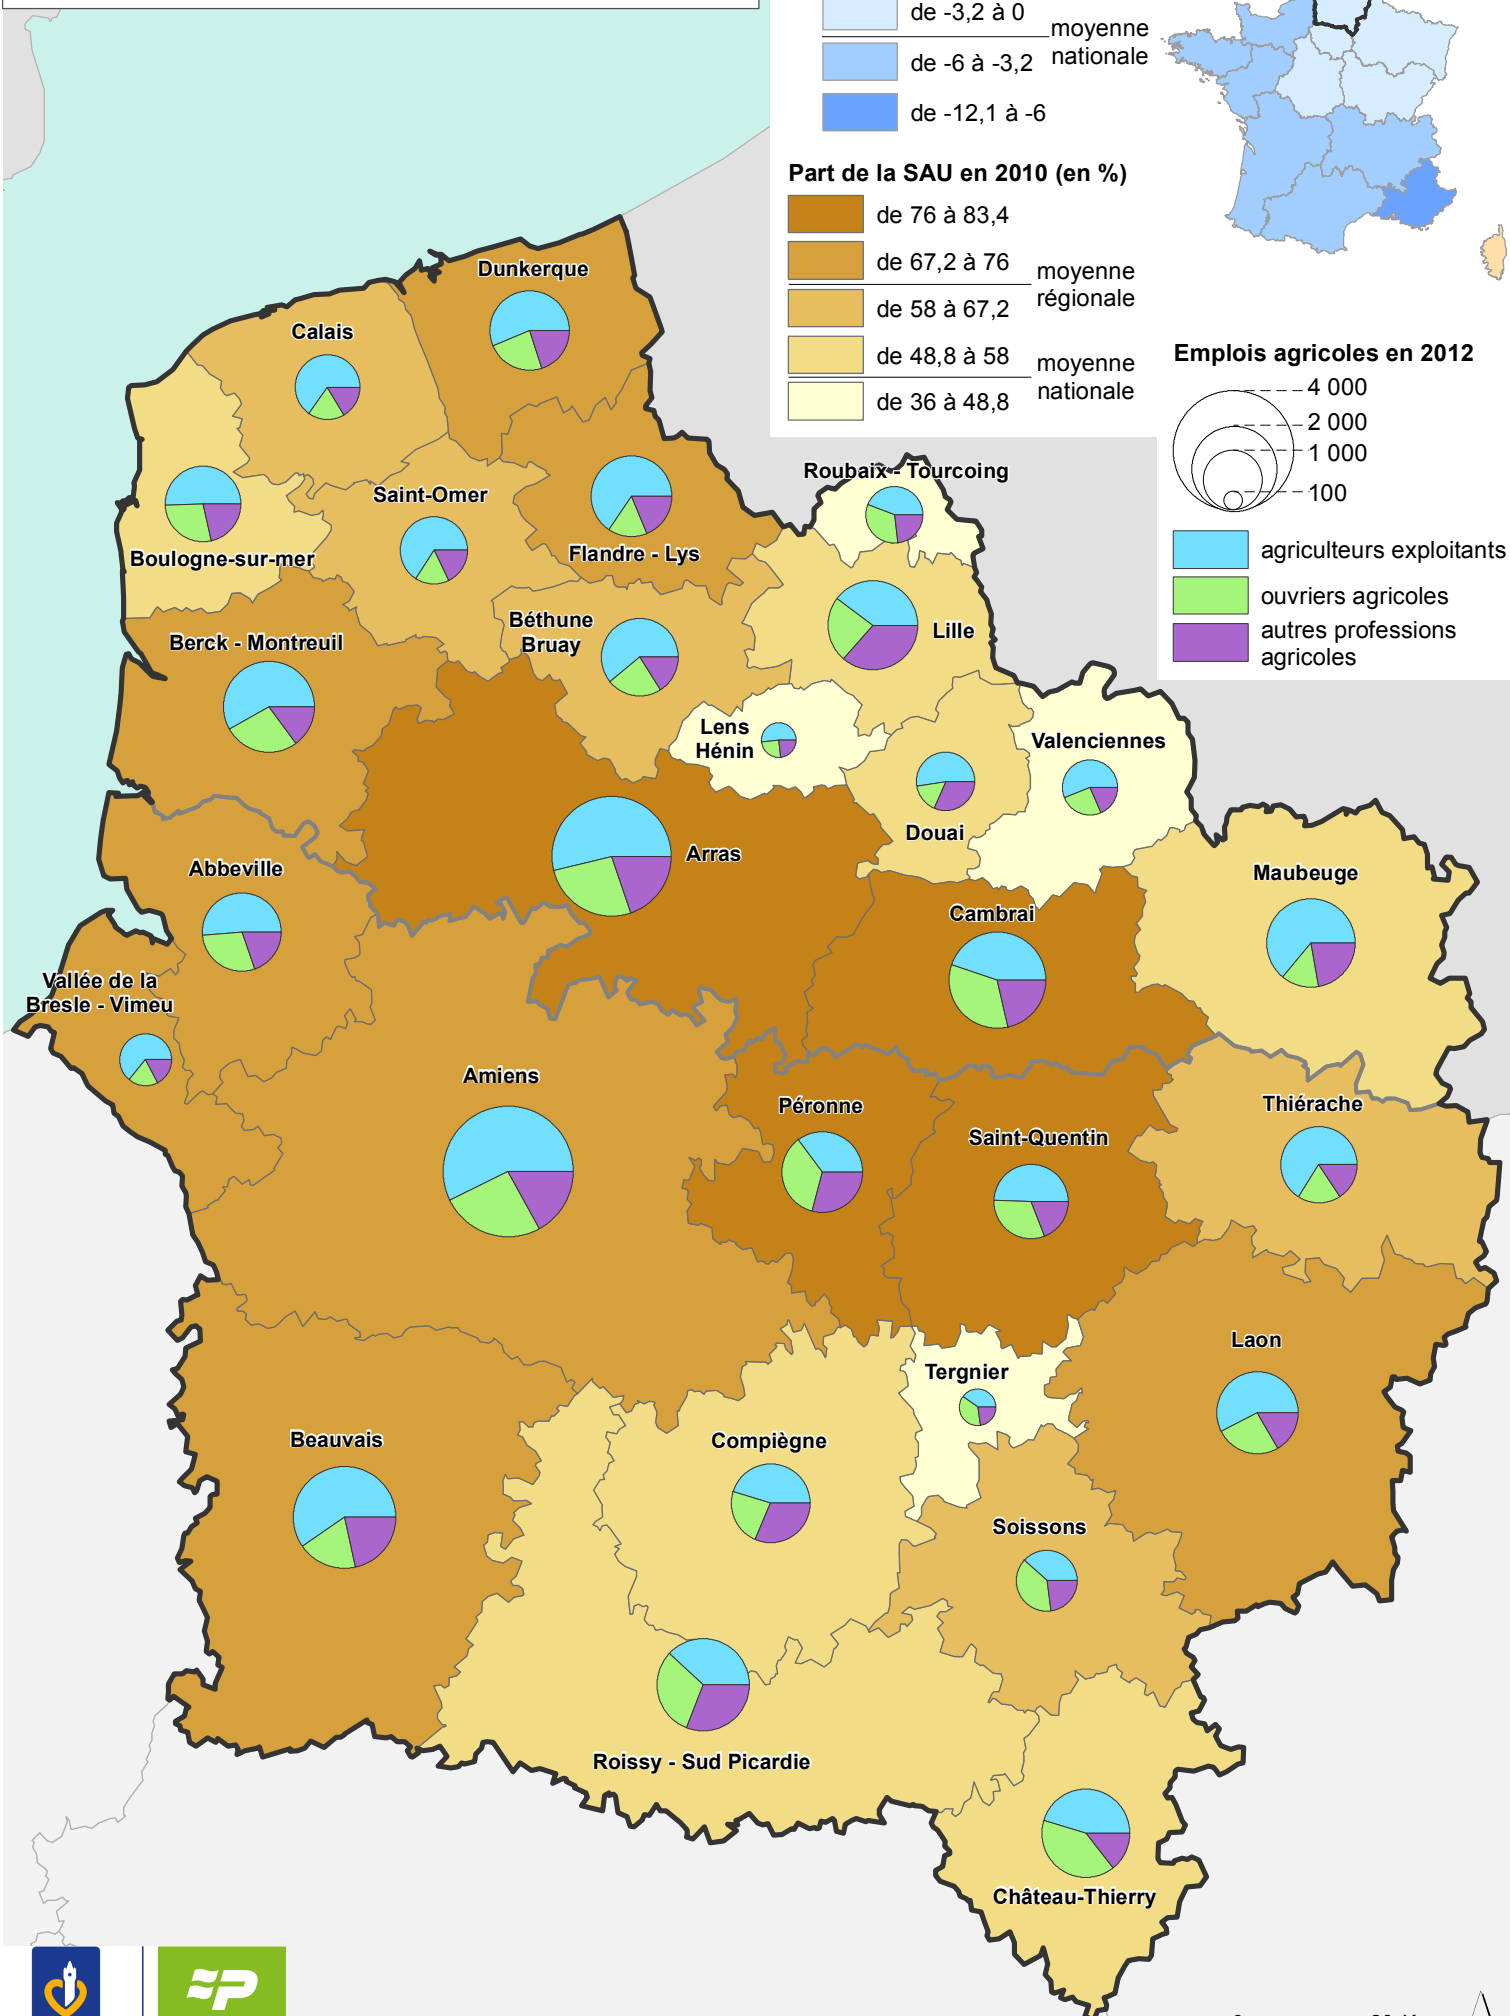 de -3,2 à 0
moyenne
nationale
de -6 à -3,2
de -12,1 à -6
Part de la SAU en 2010 (en %)
de 76 à 83,4
de 67,2 à 76
moyenne
régionale
de 58 à 67,2
de 48,8 à 58
moyenne
nationale
de 36 à 48,8
Emplois agricoles en 2012
4 000
2 000
1 000
100
agriculteurs exploitants
ouvriers agricoles
autres professions
agricoles
Dunkerque
Calais
Roubaix - Tourcoing
Saint-Omer
Boulogne-sur-mer
Flandre - Lys
Béthune
Bruay
Lille
Berck - Montreuil
Lens
Hénin
Valenciennes
Douai
Arras
Abbeville
Maubeuge
Cambrai
Vallée de la
Bresle - Vimeu
Amiens
Péronne
Thiérache
Saint-Quentin
Laon
Tergnier
Beauvais
Compiègne
Soissons
Roissy - Sud Picardie
Château-Thierry